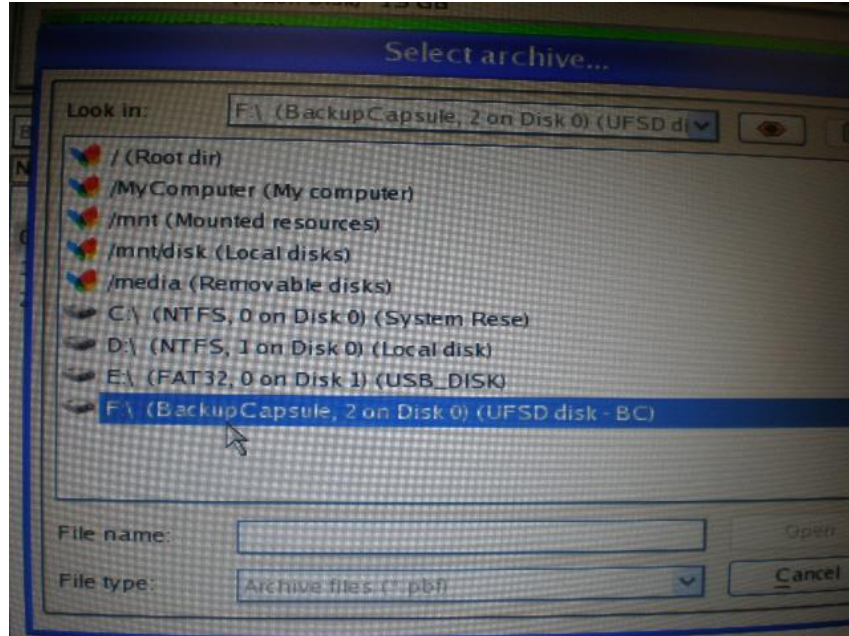 15 GB
Select archive...
Look in: F:\ (BackupCapsule, 2 on Disk 0) (UFSD di
/ (Root dir)
/MyComputer (My computer)
/mnt (Mounted resources)
/mnt/disk (Local disks)
/media (Removable disks)
C:\ (NTFS, 0 on Disk 0) (System Rese)
D:\ (NTFS, 1 on Disk 0) (Local disk)
E:\ (FAT32, 0 on Disk 1) (USB_DISK)
F:\ (BackupCapsule, 2 on Disk 0) (UFSD disk - BC)
File name: Open
File type: Archive files (*.pbf) Cancel